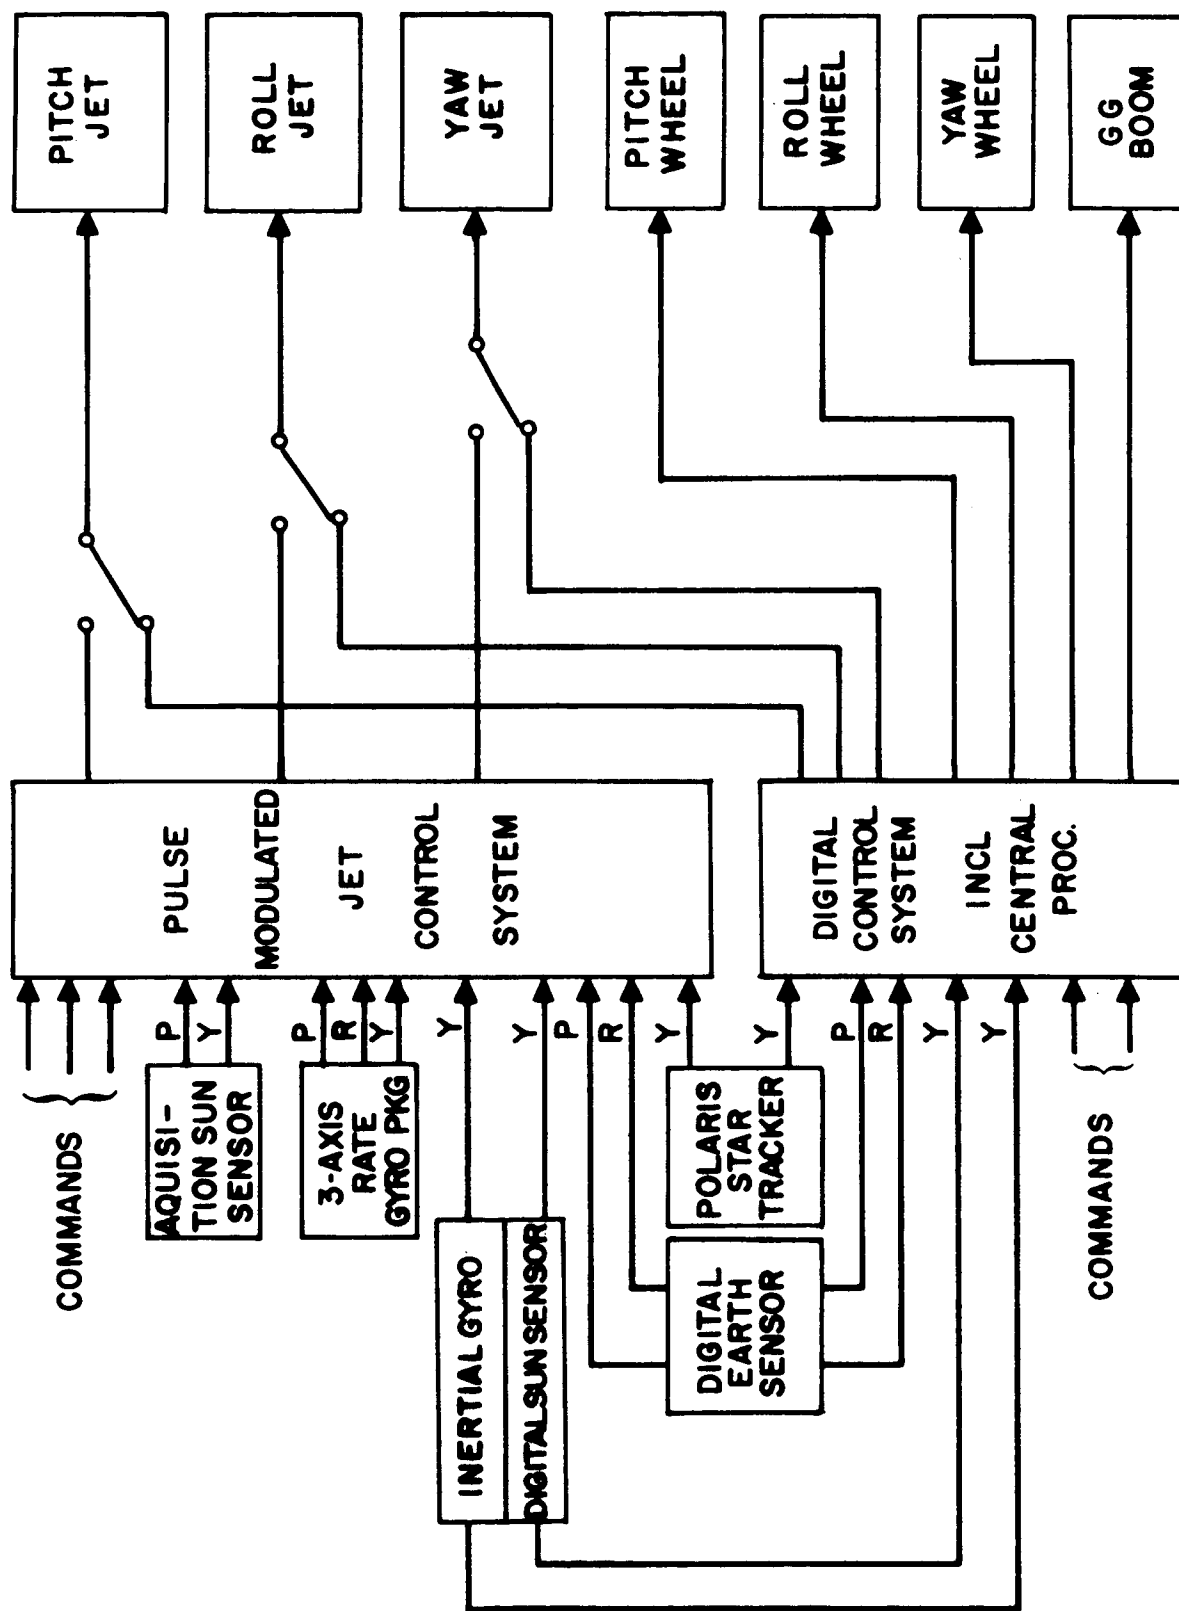 COMMANDS
AQUISI-
TION SUN
SENSOR
P
Y
3-AXIS
RATE
GYRO PKG
P
R
Y
INERTIAL GYRO
Y
DIGITAL SUN SENSOR
Y
P
R
DIGITAL
EARTH
SENSOR
POLARIS
STAR
TRACKER
Y
Y
P
R
Y
Y
COMMANDS
PULSE
MODULATED
JET
CONTROL
SYSTEM
DIGITAL
CONTROL
SYSTEM
INCL
CENTRAL
PROC.
PITCH
JET
ROLL
JET
YAW
JET
PITCH
WHEEL
ROLL
WHEEL
YAW
WHEEL
GG
BOOM